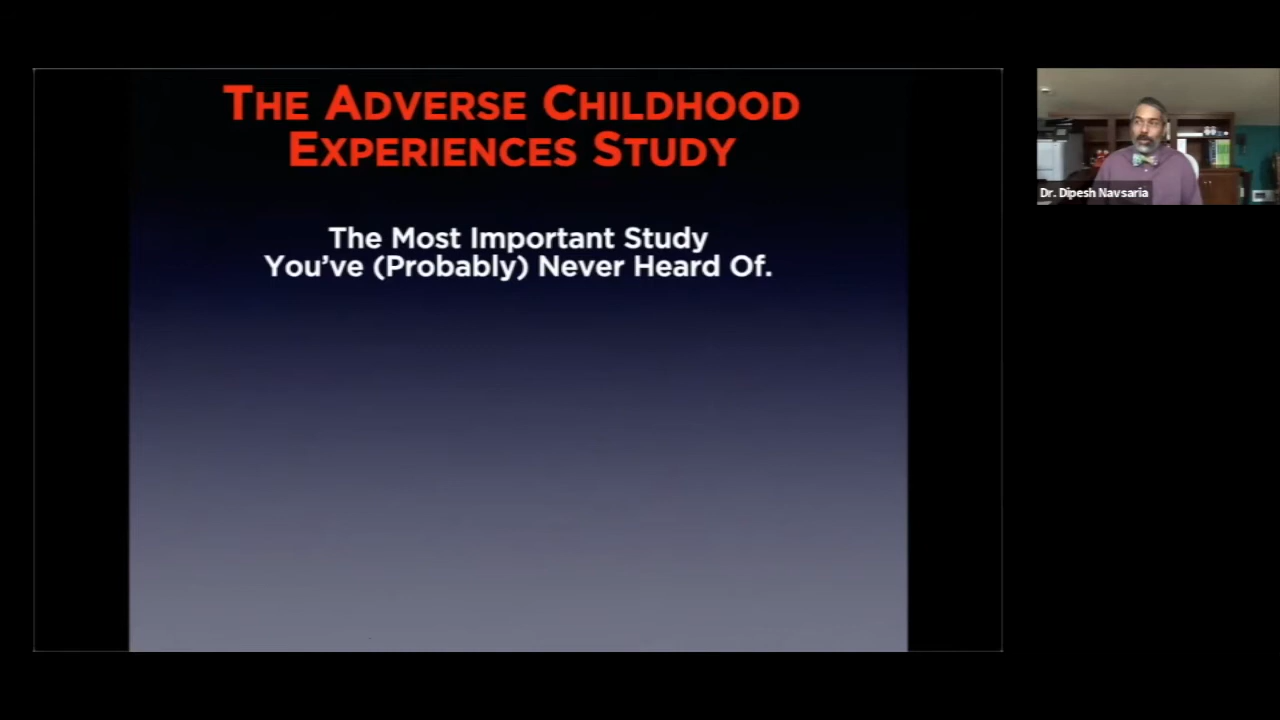 The Adverse Childhood
Experiences Study
The Most Important Study
You've (Probably) Never Heard Of.
Dr. Dipesh Navsaria